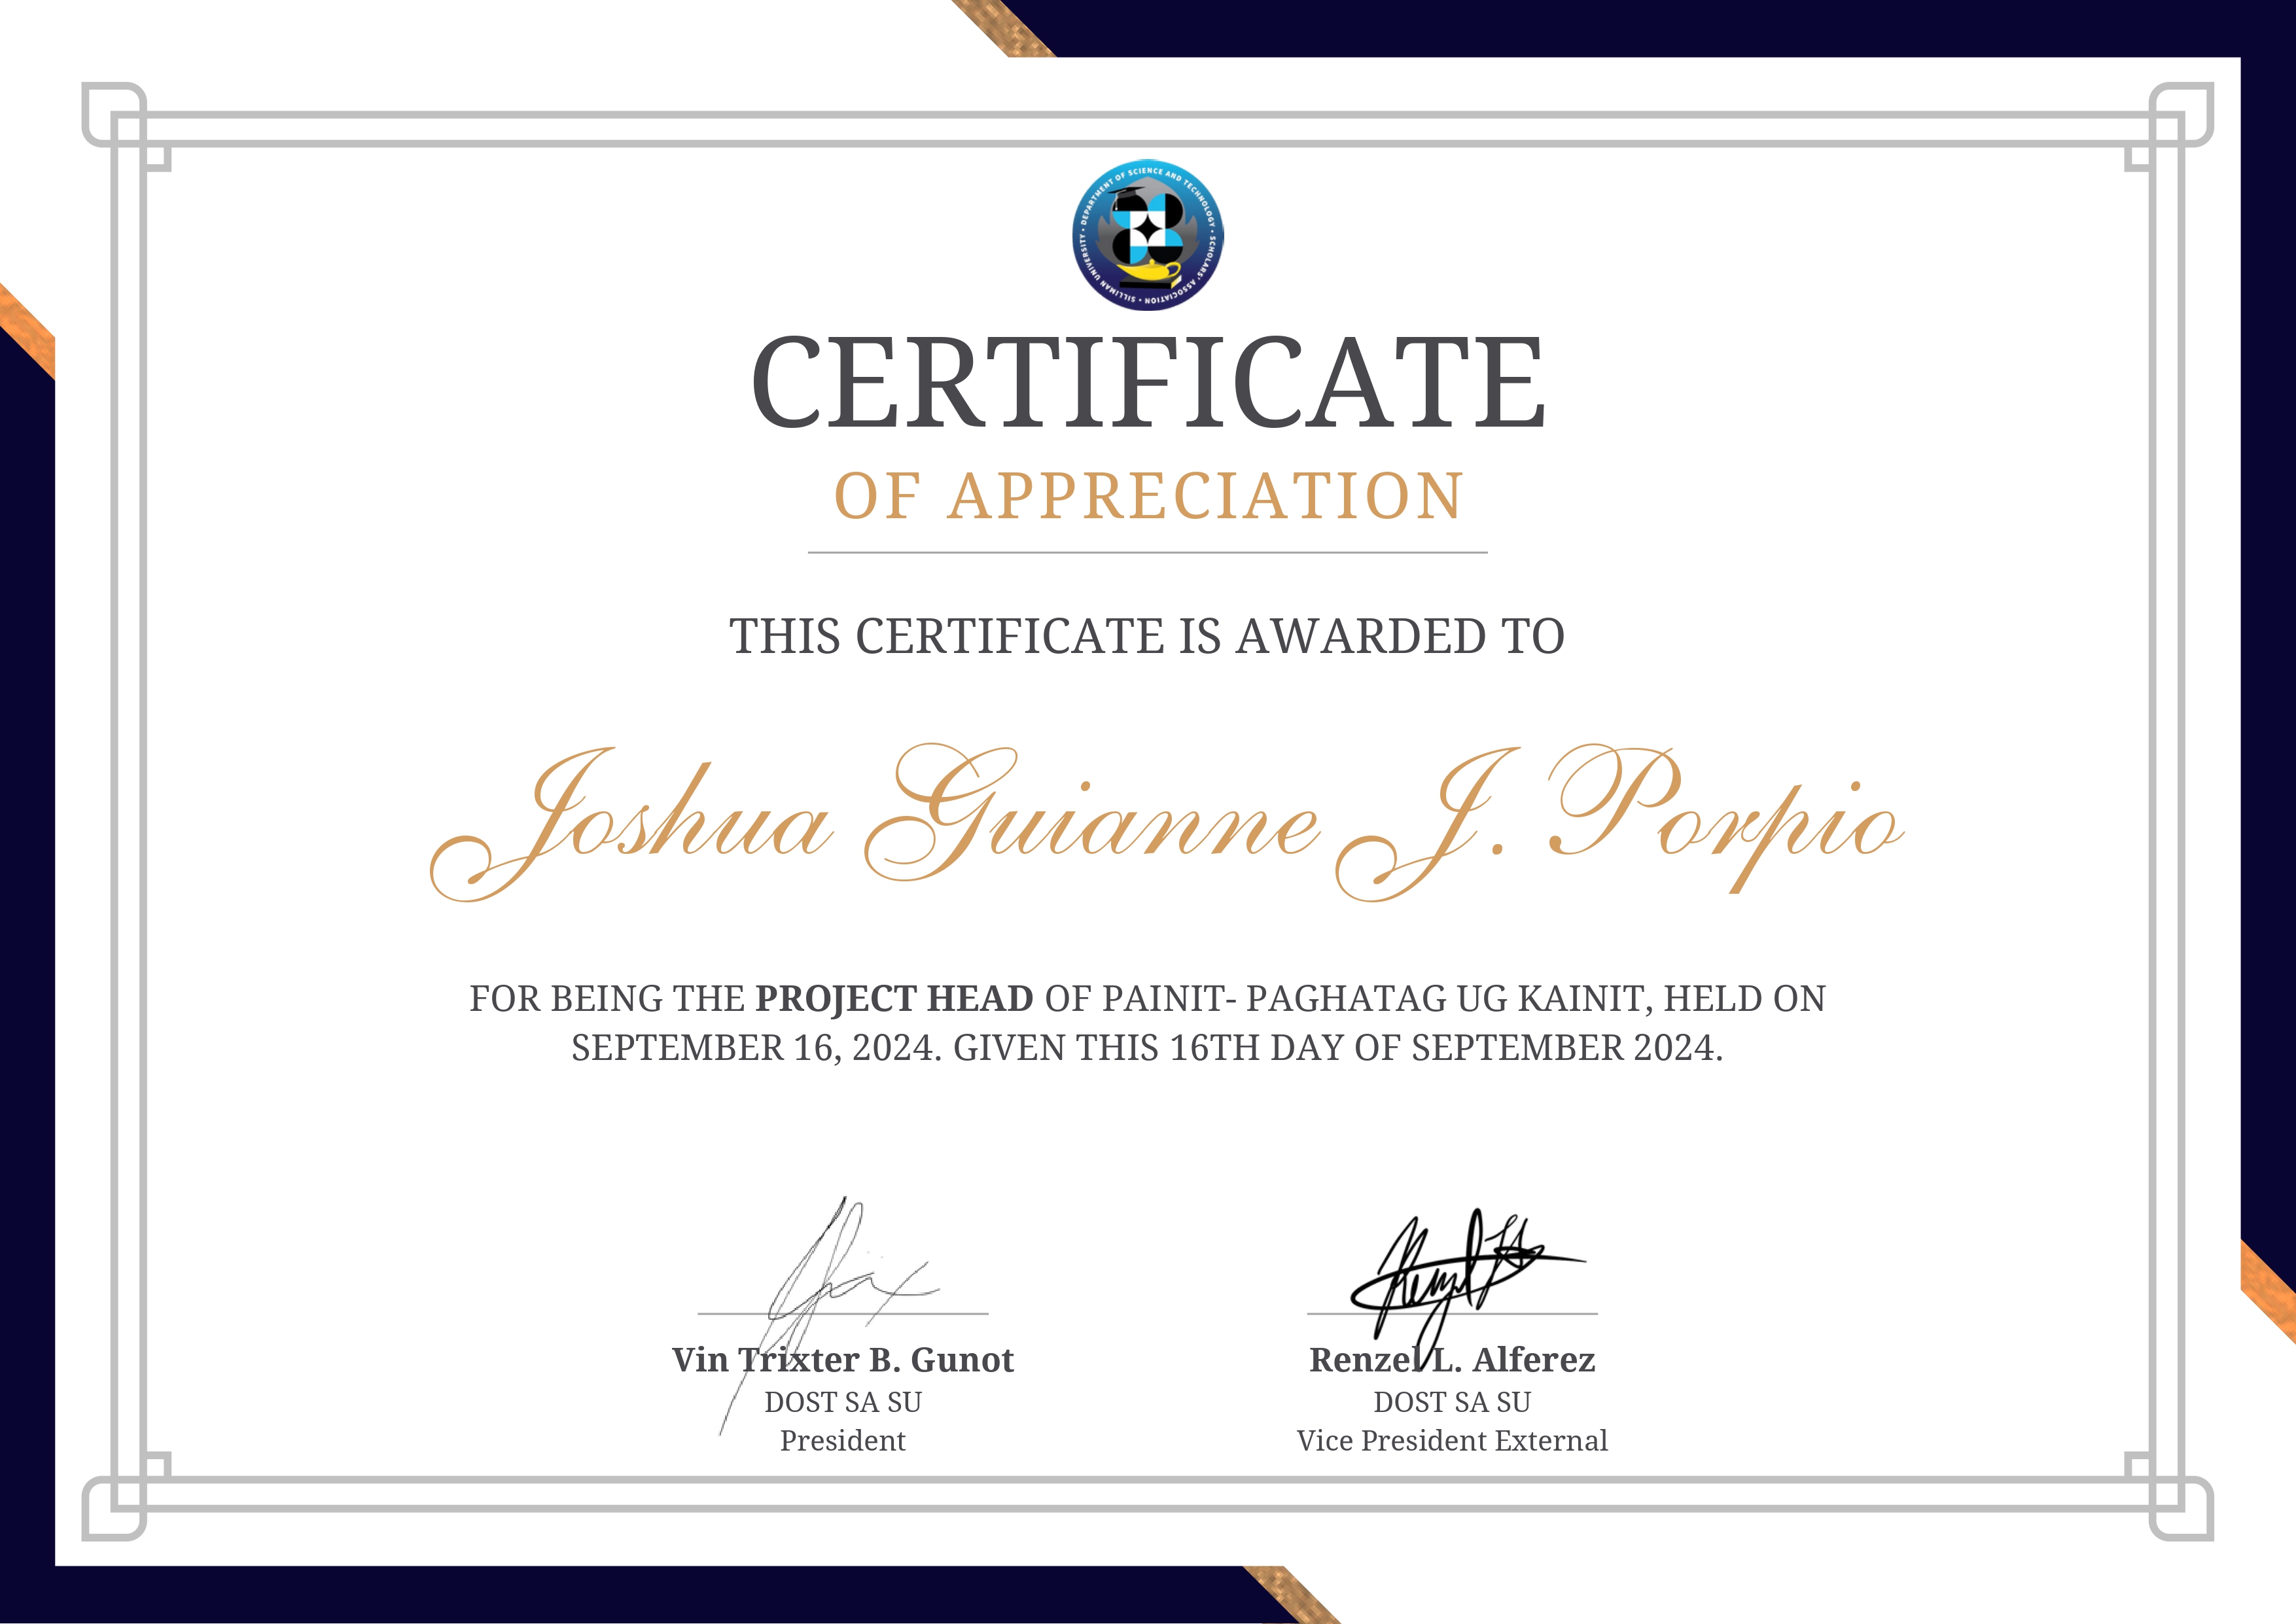 DEPARTMENT OF SCIENCE AND TECHNOLOGY • SCHOLARS' ASSOCIATION • SILLIMAN UNIVERSITY •
CERTIFICATE
OF APPRECIATION
THIS CERTIFICATE IS AWARDED TO
Joshua Guianne J. Porpio
FOR BEING THE PROJECT HEAD OF PAINIT- PAGHATAG UG KAINIT, HELD ON
SEPTEMBER 16, 2024. GIVEN THIS 16TH DAY OF SEPTEMBER 2024.
Vin Trixter B. Gunot
DOST SA SU
President
Renzel L. Alferez
DOST SA SU
Vice President External